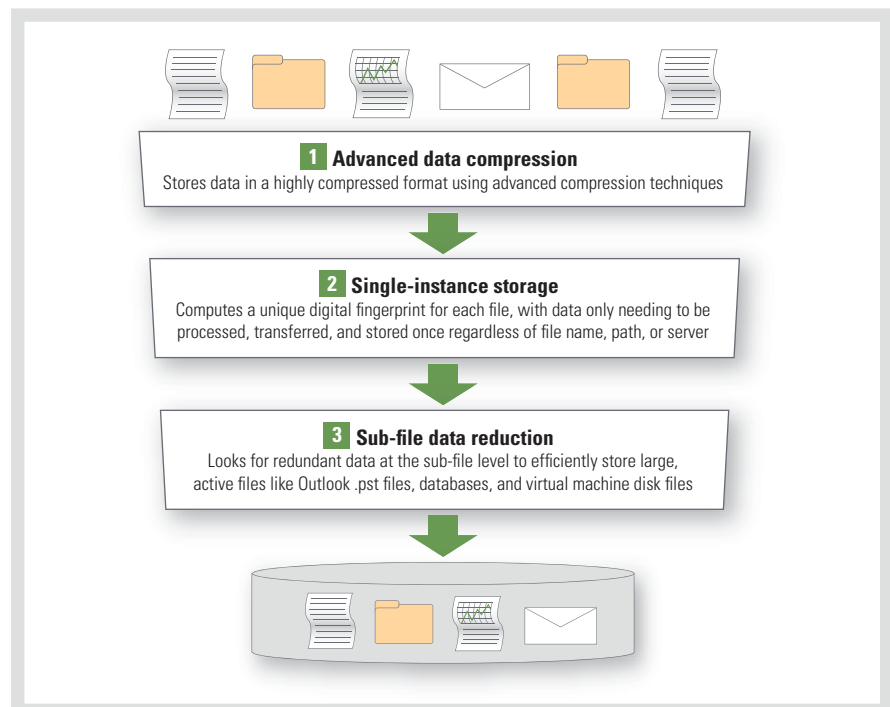 1 Advanced data compression
Stores data in a highly compressed format using advanced compression techniques
2 Single-instance storage
Computes a unique digital fingerprint for each file, with data only needing to be
processed, transferred, and stored once regardless of file name, path, or server
3 Sub-file data reduction
Looks for redundant data at the sub-file level to efficiently store large,
active files like Outlook .pst files, databases, and virtual machine disk files